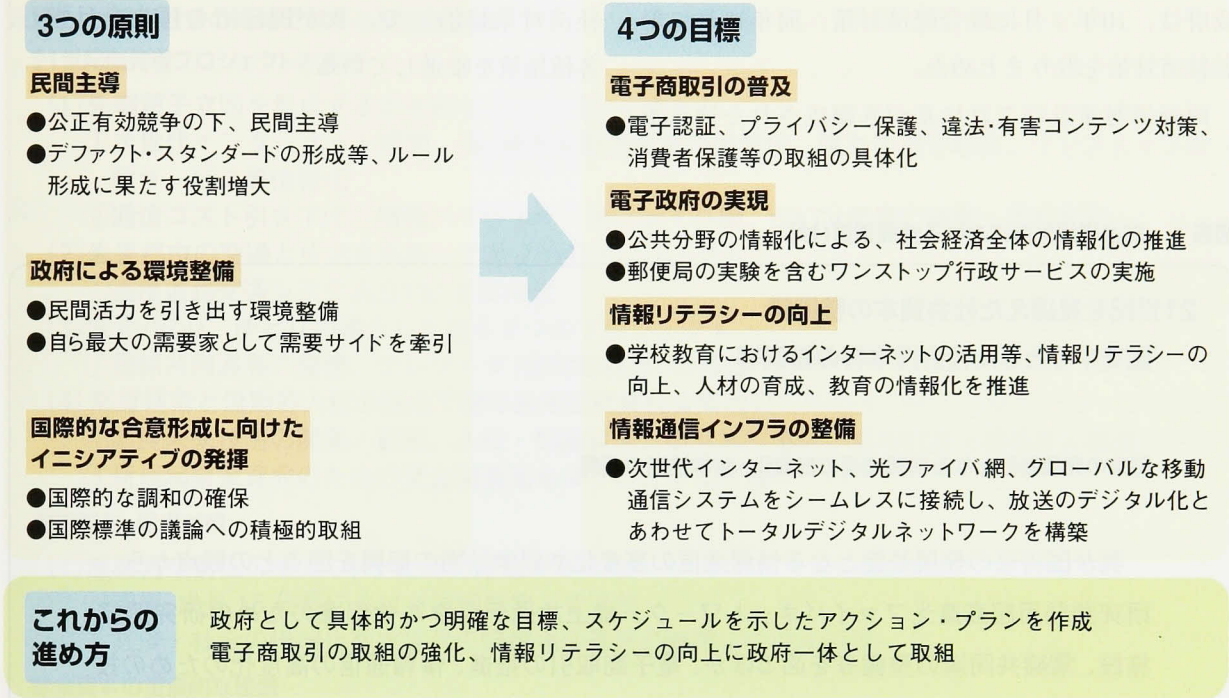 3つの原則
民間主導
●公正有効競争の下、民間主導
●デファクト・スタンダードの形成等、ルール
形成に果たす役割増大
政府による環境整備
●民間活力を引き出す環境整備
●自ら最大の需要家として需要サイドを牽引
国際的な合意形成に向けた
イニシアティブの発揮
●国際的な調和の確保
●国際標準の議論への積極的取組
4つの目標
電子商取引の普及
●電子認証、プライバシー保護、違法・有害コンテンツ対策、
消費者保護等の取組の具体化
電子政府の実現
●公共分野の情報化による、社会経済全体の情報化の推進
●郵便局の実験を含むワンストップ行政サービスの実施
情報リテラシーの向上
●学校教育におけるインターネットの活用等、情報リテラシーの
向上、人材の育成、教育の情報化を推進
情報通信インフラの整備
●次世代インターネット、光ファイバ網、グローバルな移動
通信システムをシームレスに接続し、放送のデジタル化と
あわせてトータルデジタルネットワークを構築
これからの
進め方
政府として具体的かつ明確な目標、スケジュールを示したアクション・プランを作成
電子商取引の取組の強化、情報リテラシーの向上に政府一体として取組